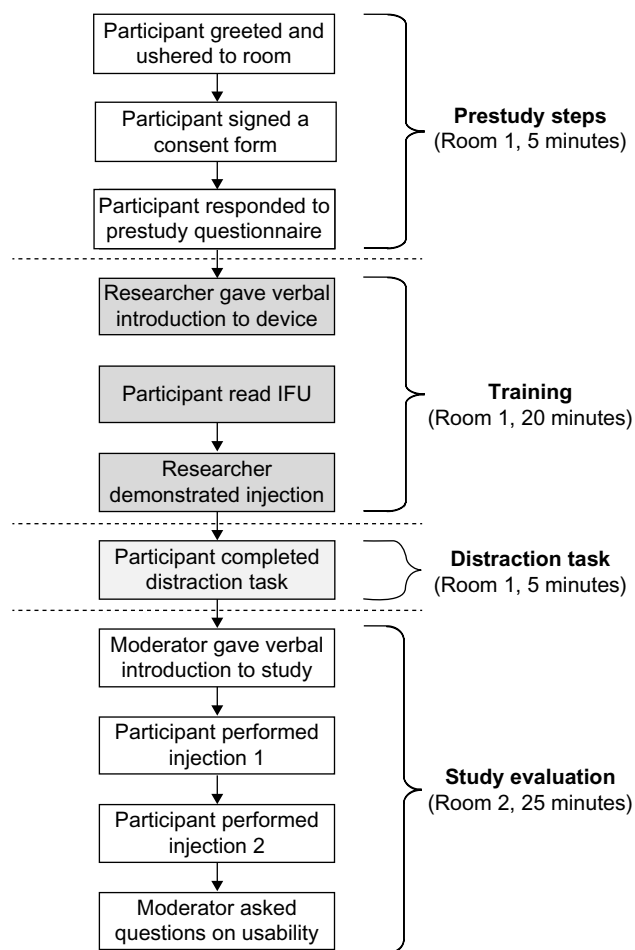 Participant greeted and
ushered to room
Participant signed a
consent form
Participant responded to
prestudy questionnaire
Prestudy steps
(Room 1, 5 minutes)
Researcher gave verbal
introduction to device
Participant read IFU
Researcher
demonstrated injection
Training
(Room 1, 20 minutes)
Participant completed
distraction task
Distraction task
(Room 1, 5 minutes)
Moderator gave verbal
introduction to study
Participant performed
injection 1
Participant performed
injection 2
Moderator asked
questions on usability
Study evaluation
(Room 2, 25 minutes)